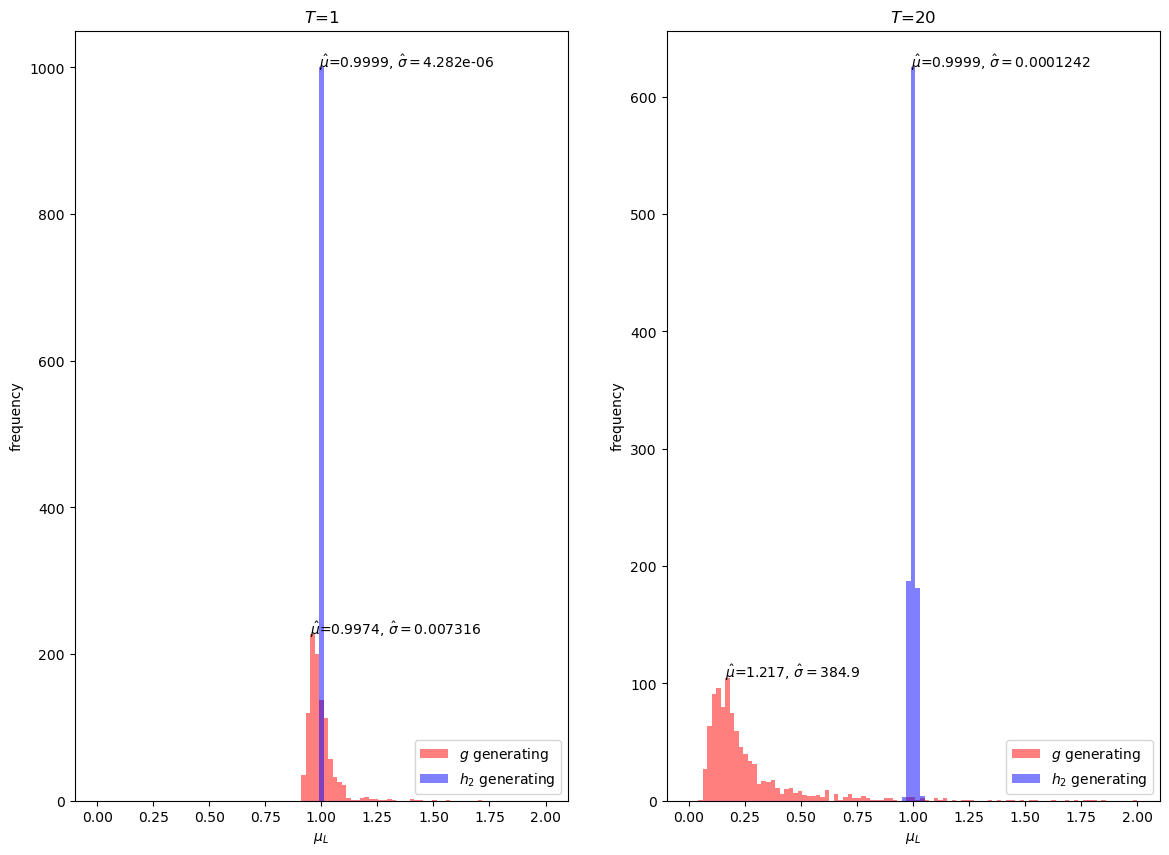 T=1
μ̂=0.9999, σ̂ = 4.282e-06
μ̂=0.9974, σ̂ = 0.007316
frequency
1000
800
600
400
200
0
0.00 0.25 0.50 0.75 1.00 1.25 1.50 1.75 2.00
μ_L
g generating
h₂ generating
T=20
μ̂=0.9999, σ̂ = 0.0001242
μ̂=1.217, σ̂ = 384.9
frequency
600
500
400
300
200
100
0
0.00 0.25 0.50 0.75 1.00 1.25 1.50 1.75 2.00
μ_L
g generating
h₂ generating